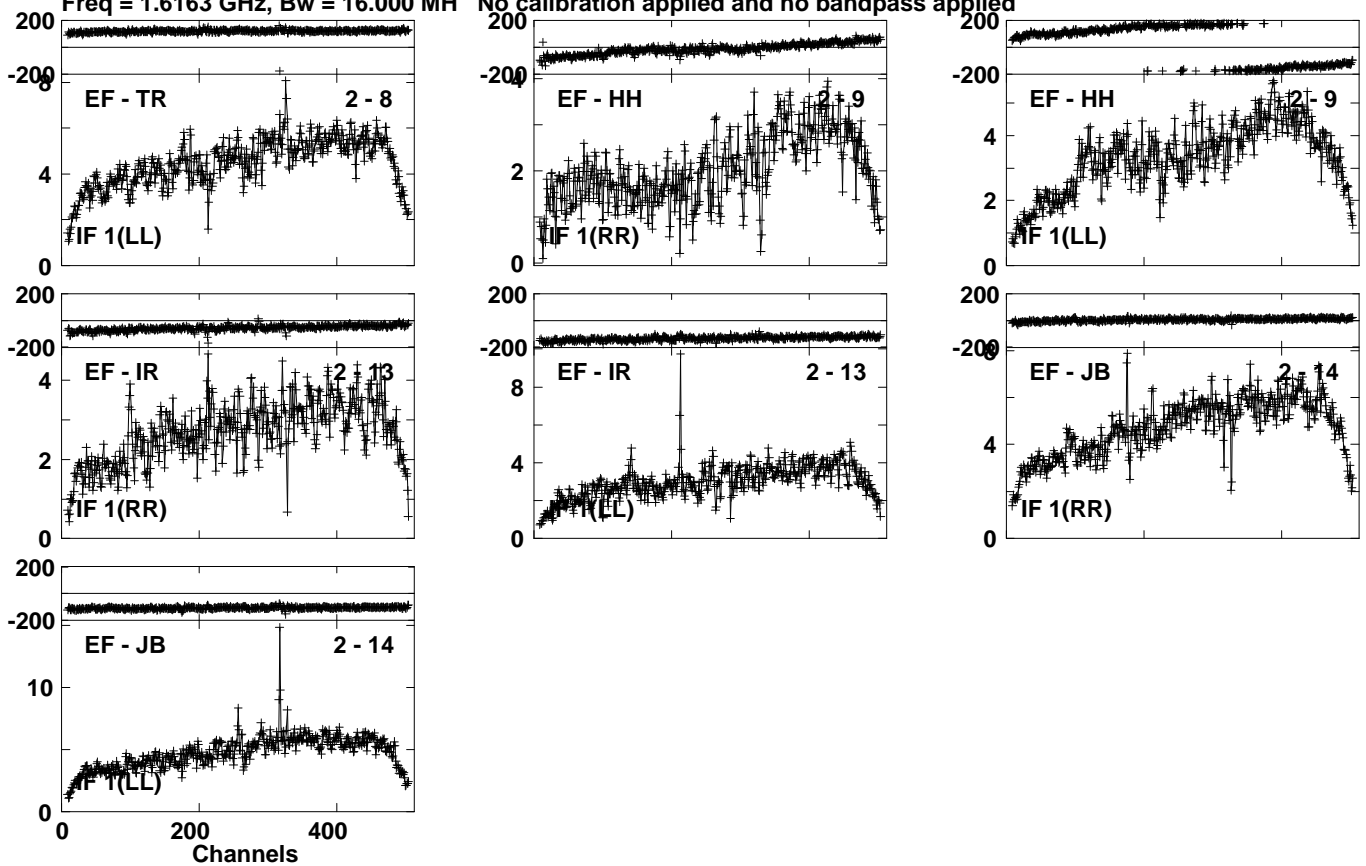 Freq = 1.6163 GHz, Bw = 16.000 MH No calibration applied and no bandpass applied
200
-200
8
EF - TR 2 - 8
4
IF 1(LL)
0
-200
4
EF - HH 2 - 9
2
IF 1(RR)
0
200
-200
EF - HH 2 - 9
4
2
IF 1(LL)
0
200
-200
EF - IR 2 - 13
4
2
IF 1(RR)
0
200
-200
EF - IR 2 - 13
8
4
IF 1(LL)
0
200
-200
8
EF - JB 2 - 14
4
IF 1(RR)
0
200
-200
EF - JB 2 - 14
10
IF 1(LL)
0
0 200 400
Channels